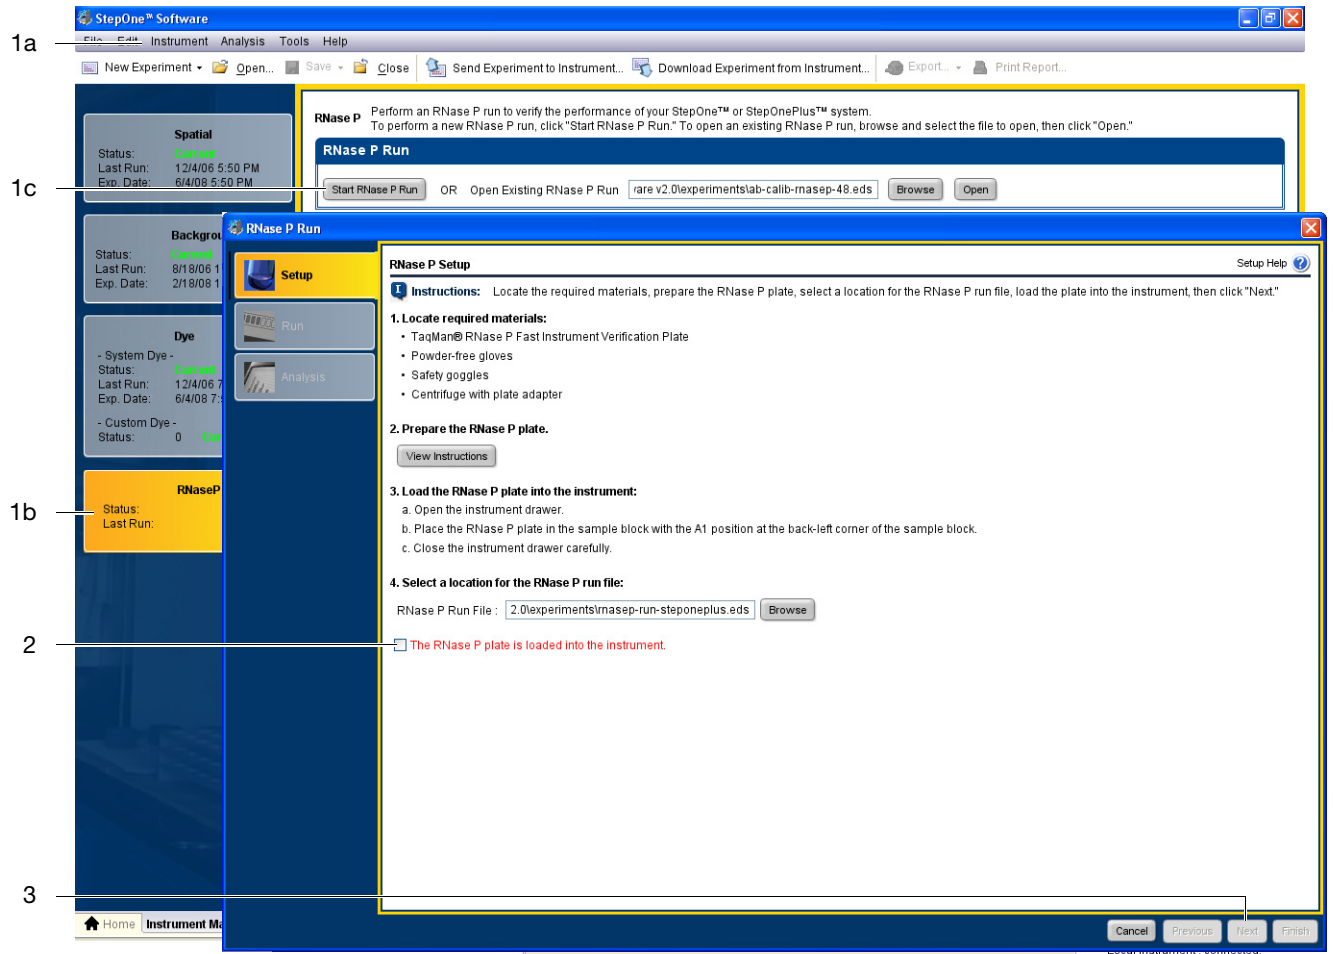 StepOne™ Software
1a
File Edit Instrument Analysis Tools Help
New Experiment Open... Save Close Send Experiment to Instrument... Download Experiment from Instrument... Export... Print Report...
RNase P Perform an RNase P run to verify the performance of your StepOne™ or StepOnePlus™ system.
To perform a new RNase P run, click "Start RNase P Run." To open an existing RNase P run, browse and select the file to open, then click "Open."
Spatial
Status: Current
Last Run: 12/4/06 5:50 PM
Exp. Date: 6/4/08 5:50 PM
RNase P Run
1c
Start RNase P Run OR Open Existing RNase P Run are v2.0\experiments\ab-calib-rnasep-48.eds Browse Open
Status: Current
Last Run: 8/18/06 1
Exp. Date: 2/18/08 1
Dye
- System Dye -
Status: Current
Last Run: 12/4/06 7
Exp. Date: 6/4/08 7:
- Custom Dye -
Status: 0
1b
RNaseP
Status:
Last Run:
RNase P Run
Setup
Run
Analysis
RNase P Setup Setup Help
Instructions: Locate the required materials, prepare the RNase P plate, select a location for the RNase P run file, load the plate into the instrument, then click "Next."
1. Locate required materials:
• TaqMan® RNase P Fast Instrument Verification Plate
• Powder-free gloves
• Safety goggles
• Centrifuge with plate adapter
2. Prepare the RNase P plate.
View Instructions
3. Load the RNase P plate into the instrument:
a. Open the instrument drawer.
b. Place the RNase P plate in the sample block with the A1 position at the back-left corner of the sample block.
c. Close the instrument drawer carefully.
4. Select a location for the RNase P run file:
RNase P Run File : 2.0\experiments\rnasep-run-steponeplus.eds Browse
2
The RNase P plate is loaded into the instrument.
3
Home Instrument Ma
Cancel Previous Next Finish